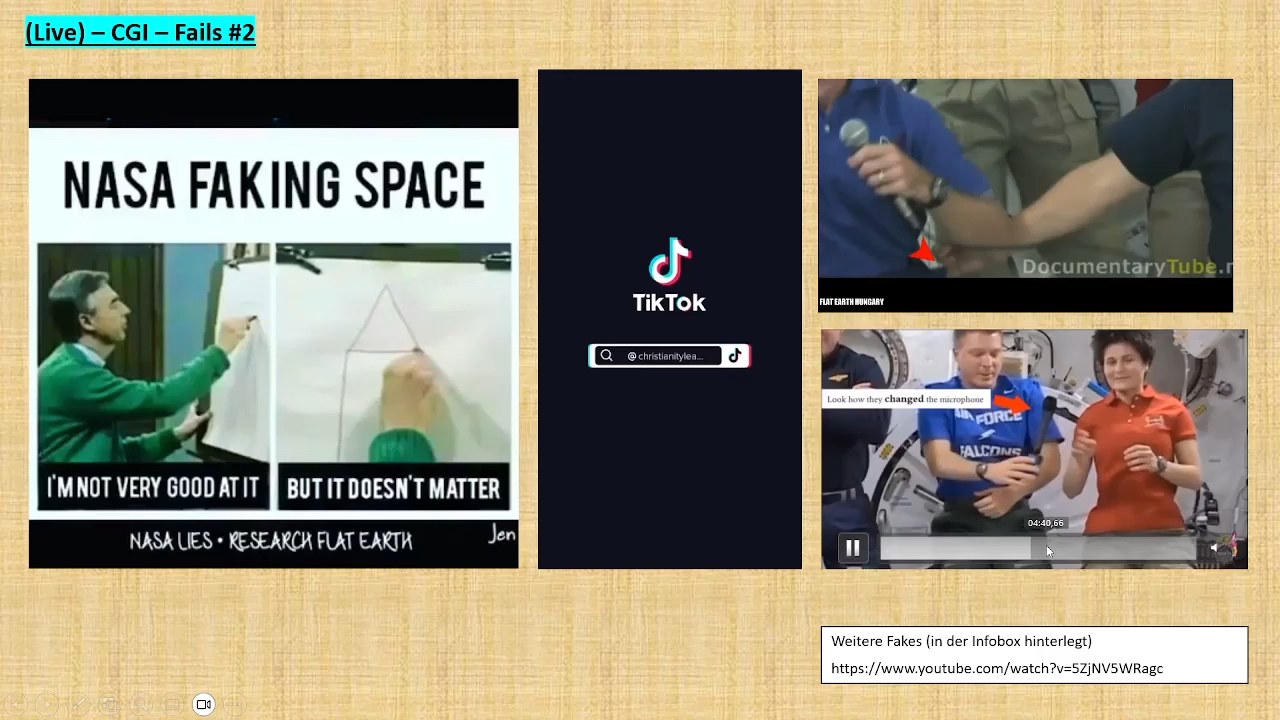 (Live) – CGI – Fails #2
NASA FAKING SPACE
I'M NOT VERY GOOD AT IT
BUT IT DOESN'T MATTER
NASA LIES • RESEARCH FLAT EARTH
Jen
TikTok
@christianitylea...
DocumentaryTube.r
FLAT EARTH HUNGARY
Look how they changed the microphone
AIR FORCE
FALCONS
04:40,66
Weitere Fakes (in der Infobox hinterlegt)
https://www.youtube.com/watch?v=5ZjNV5WRagc